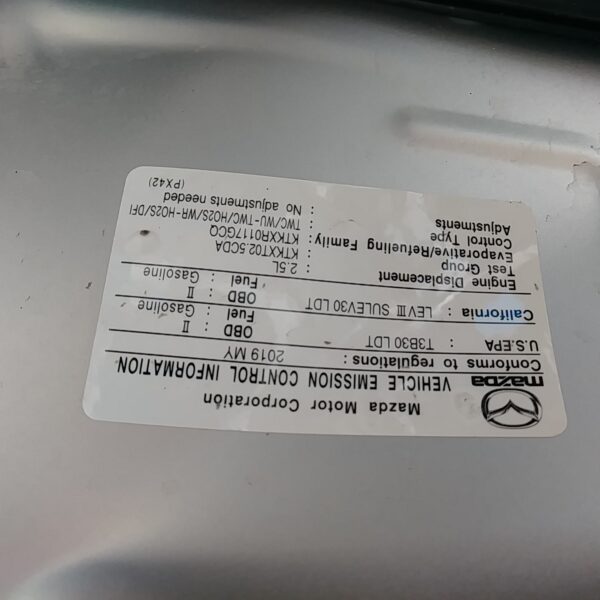 Mazda Motor Corporation
mazda VEHICLE EMISSION CONTROL INFORMATION
Conforms to regulations: 2019 MY
U.S.EPA : T3B30 LDT OBD : II
Fuel : Gasoline
California : LEV III SULEV30 LDT OBD : II
Fuel : Gasoline
Engine Displacement : 2.5L
Test Group : KTKXT02.5CDA
Evaporative/Refueling Family : KTKXR0117GCQ
Control Type : TWC/WU-TWC/HO2S/WR-HO2S/DFI
Adjustments : No adjustments needed
(PX42)